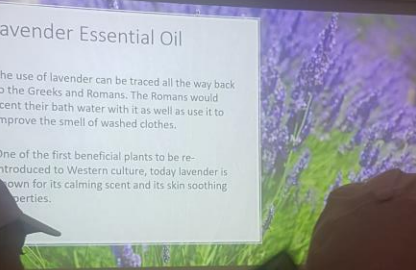 avender Essential Oil
he use of lavender can be traced all the way back
o the Greeks and Romans. The Romans would
cent their bath water with it as well as use it to
mprove the smell of washed clothes.
One of the first beneficial plants to be re-
ntroduced to Western culture, today lavender is
nown for its calming scent and its skin soothing
perties.